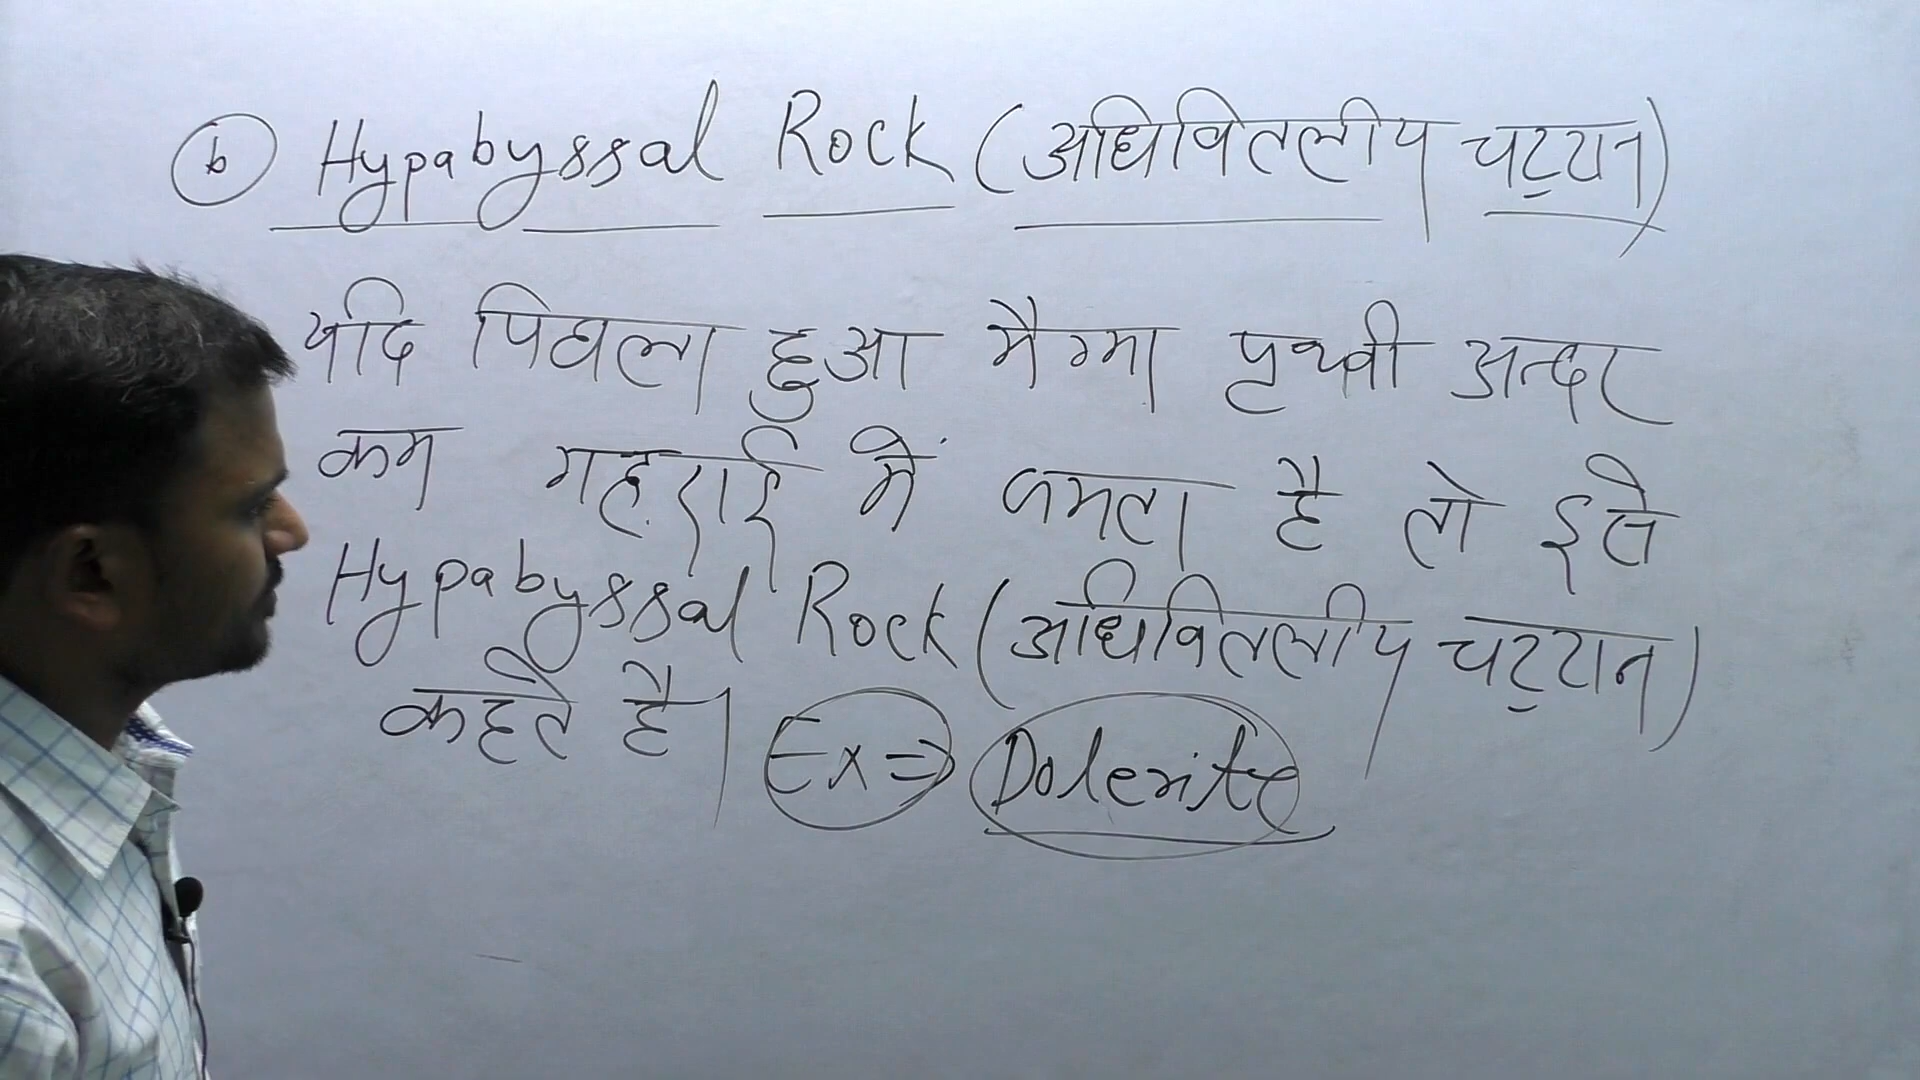 b Hypabyssal Rock (अधिवितलीय चट्टान)
यदि पिघला हुआ मैग्मा पृथ्वी अन्दर
कम गहराई में जमता है तो इसे
Hypabyssal Rock (अधिवितलीय चट्टान)
कहते है। Ex⇒ Dolerite